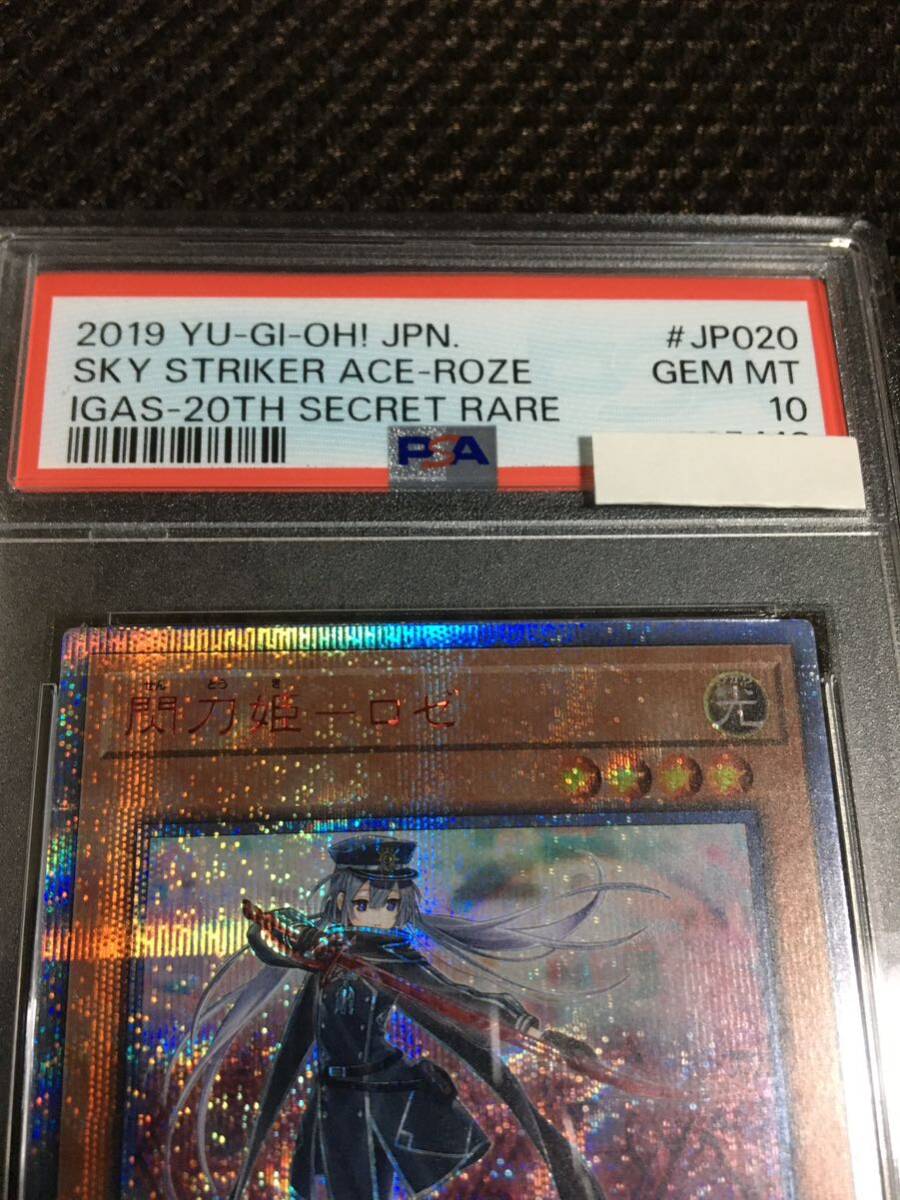 2019 YU-GI-OH! JPN. #JP020
SKY STRIKER ACE-ROZE GEM MT
IGAS-20TH SECRET RARE 10
PSA
せん とう き
閃刀姫－ロゼ
光